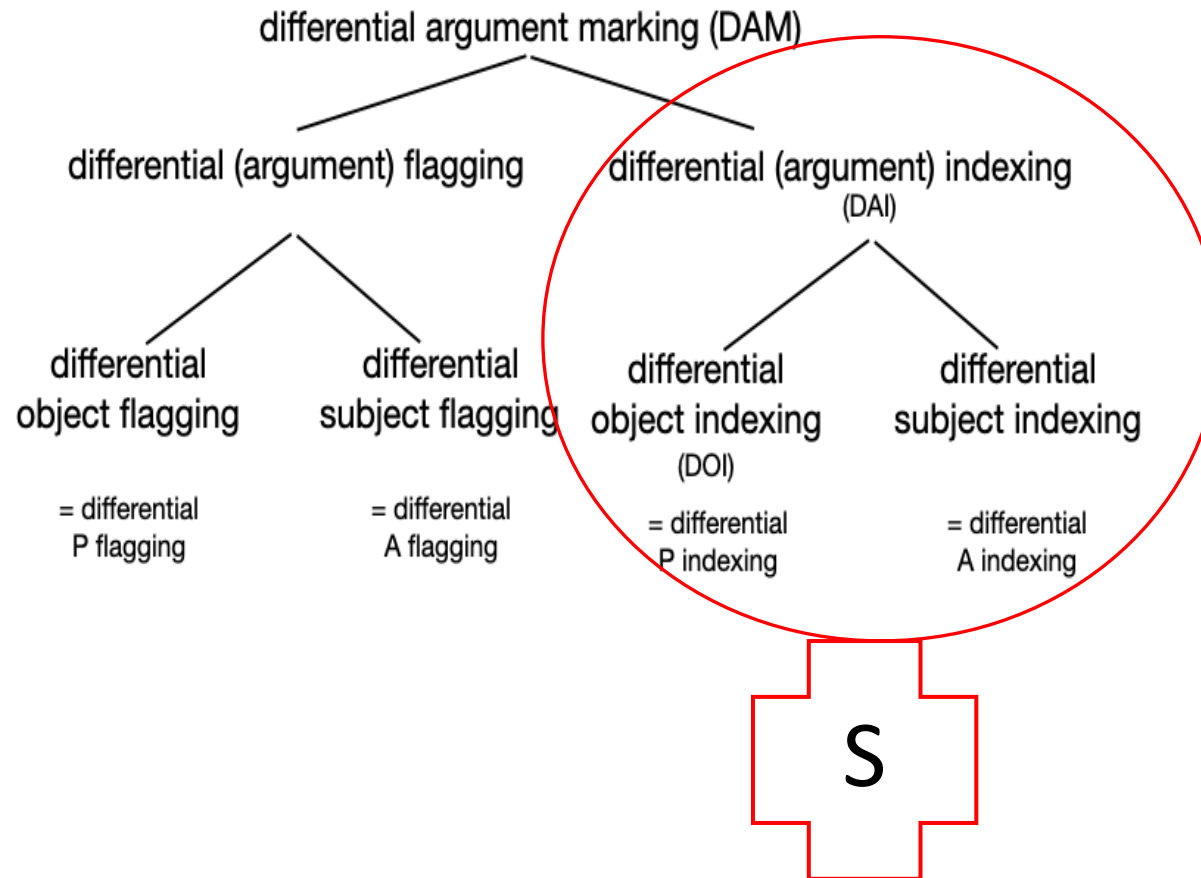 differential argument marking (DAM)
differential (argument) flagging
differential (argument) indexing
(DAI)
differential
object flagging
differential
subject flagging
differential
object indexing
(DOI)
differential
subject indexing
= differential
P flagging
= differential
A flagging
= differential
P indexing
= differential
A indexing
S